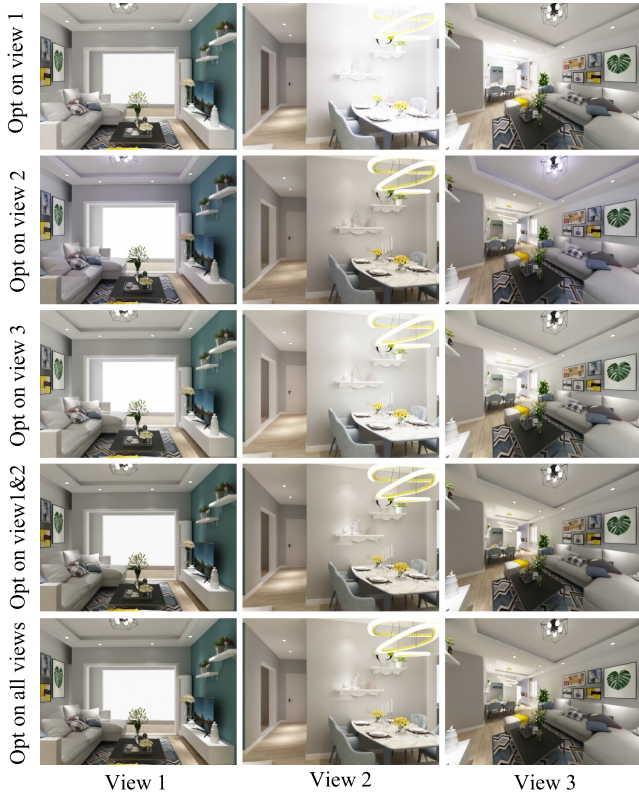 Opt on view 1
Opt on view 2
Opt on view 3
Opt on view1&2
Opt on all views
View 1
View 2
View 3